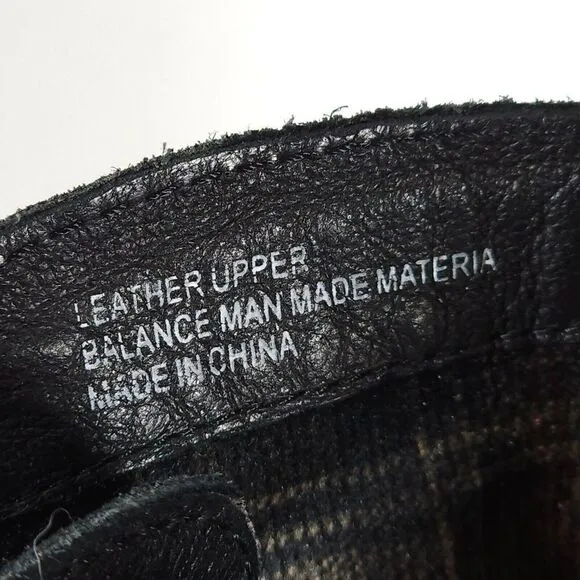 LEATHER UPPER
BALANCE MAN MADE MATERIA
MADE IN CHINA